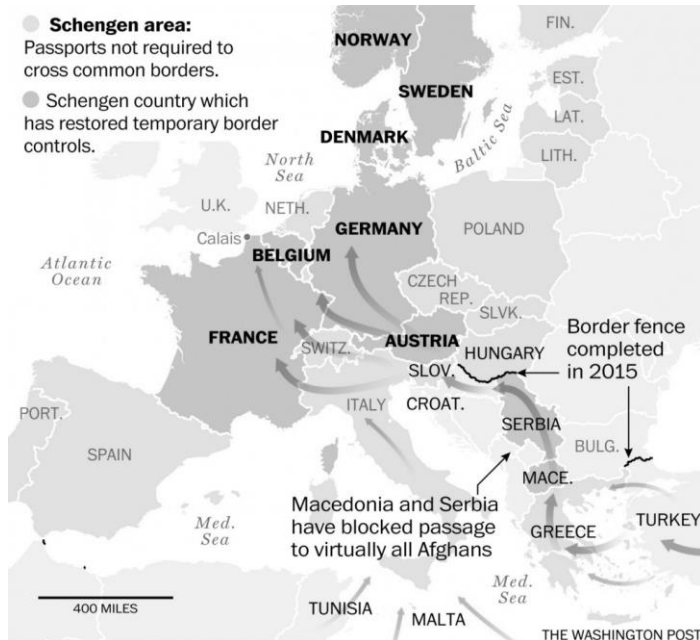 Schengen area:
Passports not required to
cross common borders.
Schengen country which
has restored temporary border
controls.
NORWAY
FIN.
SWEDEN
EST.
LAT.
LITH.
DENMARK
Baltic Sea
North
Sea
U.K.
NETH.
Calais
GERMANY
POLAND
BELGIUM
Atlantic
Ocean
CZECH
REP.
SLVK.
FRANCE
SWITZ.
AUSTRIA
HUNGARY
Border fence
completed
in 2015
SLOV.
CROAT.
ITALY
PORT.
SPAIN
SERBIA
BULG.
MACE.
Macedonia and Serbia
have blocked passage
to virtually all Afghans
GREECE
TURKEY
Med.
Sea
Med.
Sea
400 MILES
TUNISIA
MALTA
THE WASHINGTON POST